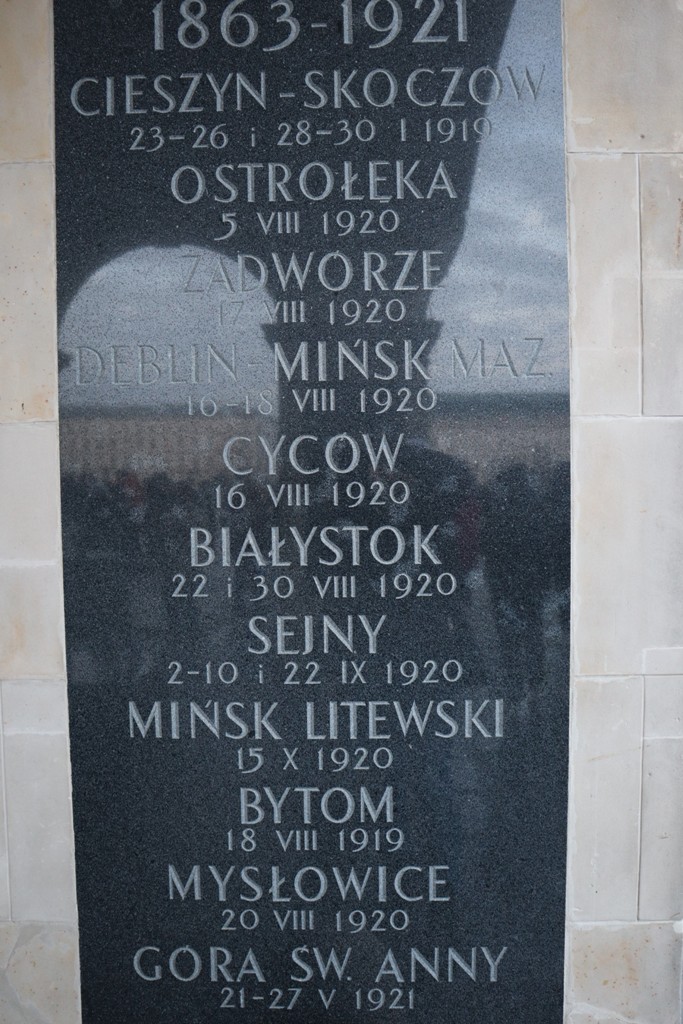 1863-1921
CIESZYN-SKOCZÓW
23-26 i 28-30 I 1919
OSTROŁĘKA
5 VIII 1920
ZADWÓRZE
17 VIII 1920
DĘBLIN-MIŃSK MAZ.
16-18 VIII 1920
CYCÓW
16 VIII 1920
BIAŁYSTOK
22 i 30 VIII 1920
SEJNY
2-10 i 22 IX 1920
MIŃSK LITEWSKI
15 X 1920
BYTOM
18 VIII 1919
MYSŁOWICE
20 VIII 1920
GÓRA ŚW. ANNY
21-27 V 1921